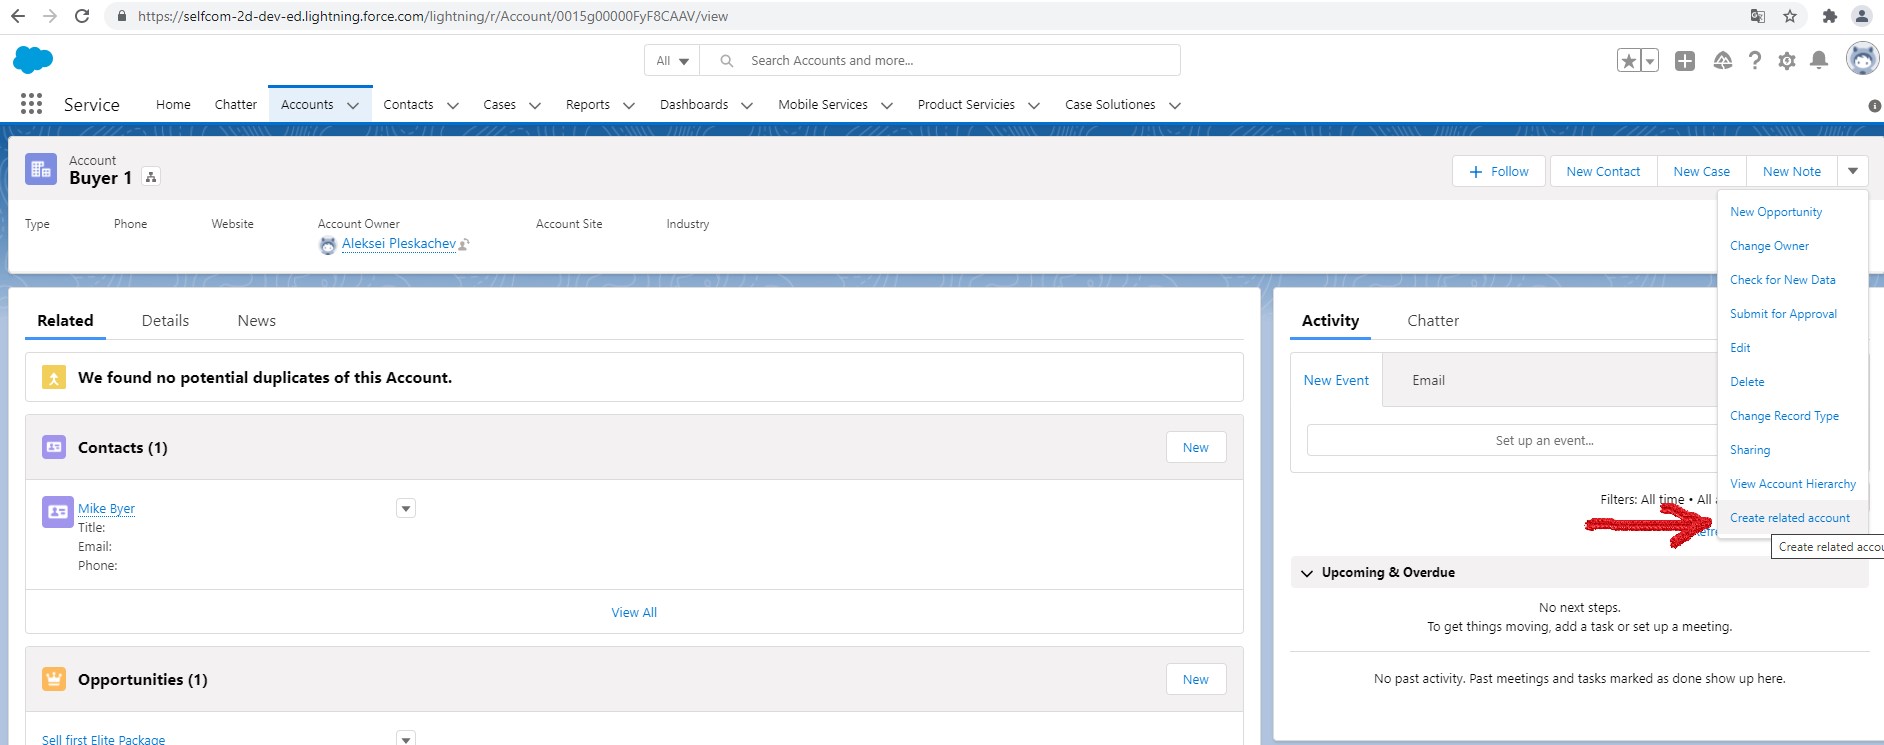 https://selfcom-2d-dev-ed.lightning.force.com/lightning/r/Account/0015g00000FyF8CAAV/view
All
Search Accounts and more...
Service
Home
Chatter
Accounts
Contacts
Cases
Reports
Dashboards
Mobile Services
Product Servicies
Case Solutiones
Account
Buyer 1
Follow
New Contact
New Case
New Note
Type
Phone
Website
Account Owner
Account Site
Industry
Aleksei Pleskachev
New Opportunity
Change Owner
Check for New Data
Submit for Approval
Edit
Delete
Change Record Type
Sharing
View Account Hierarchy
Create related account
Create related accou
Related
Details
News
We found no potential duplicates of this Account.
Contacts (1)
New
Mike Byer
Title:
Email:
Phone:
View All
Opportunities (1)
New
Sell first Elite Package
Activity
Chatter
New Event
Email
Set up an event...
Filters: All time • All
Upcoming & Overdue
No next steps.
To get things moving, add a task or set up a meeting.
No past activity. Past meetings and tasks marked as done show up here.